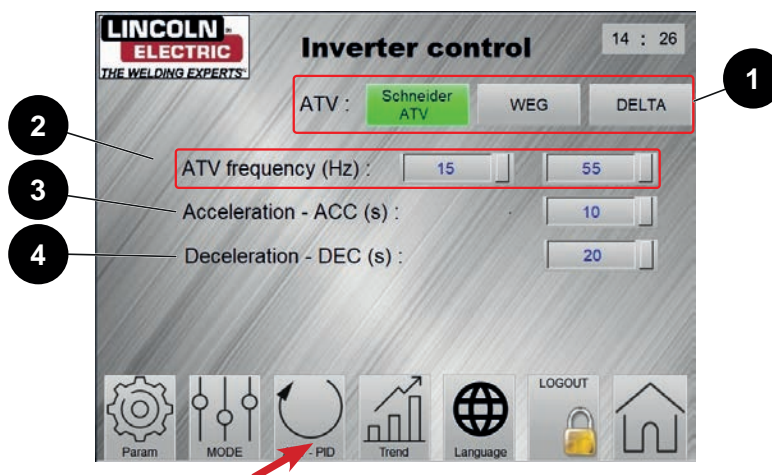 LINCOLN®
ELECTRIC
THE WELDING EXPERTS®
Inverter control
14 : 26
1
ATV : Schneider ATV WEG DELTA
2
ATV frequency (Hz) : 15 55
3
Acceleration - ACC (s) : 10
4
Deceleration - DEC (s) : 20
Param MODE - PID Trend Language LOGOUT